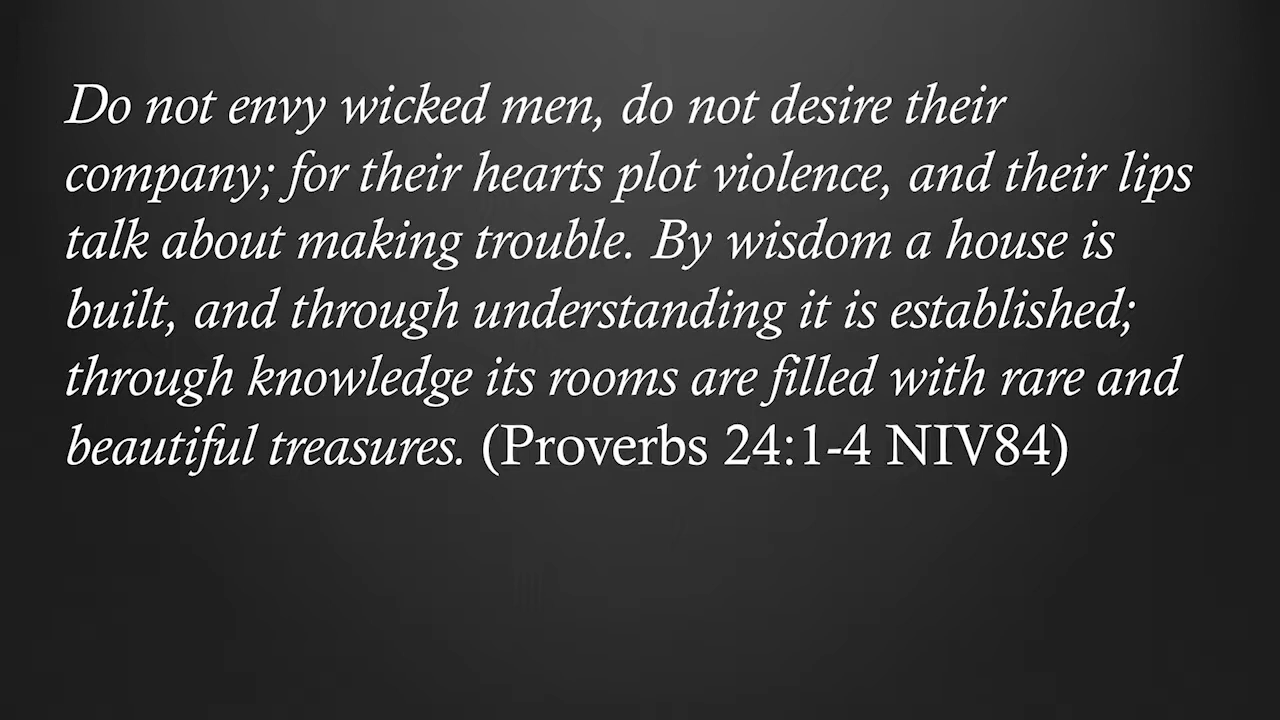 Do not envy wicked men, do not desire their
company; for their hearts plot violence, and their lips
talk about making trouble. By wisdom a house is
built, and through understanding it is established;
through knowledge its rooms are filled with rare and
beautiful treasures. (Proverbs 24:1-4 NIV84)